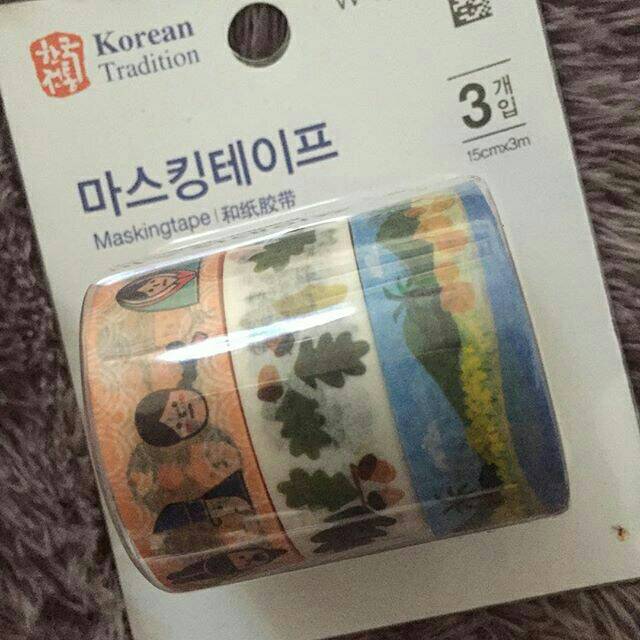 Korean
Tradition
3개입
15cmx3m
마스킹테이프
Maskingtape | 和纸胶带